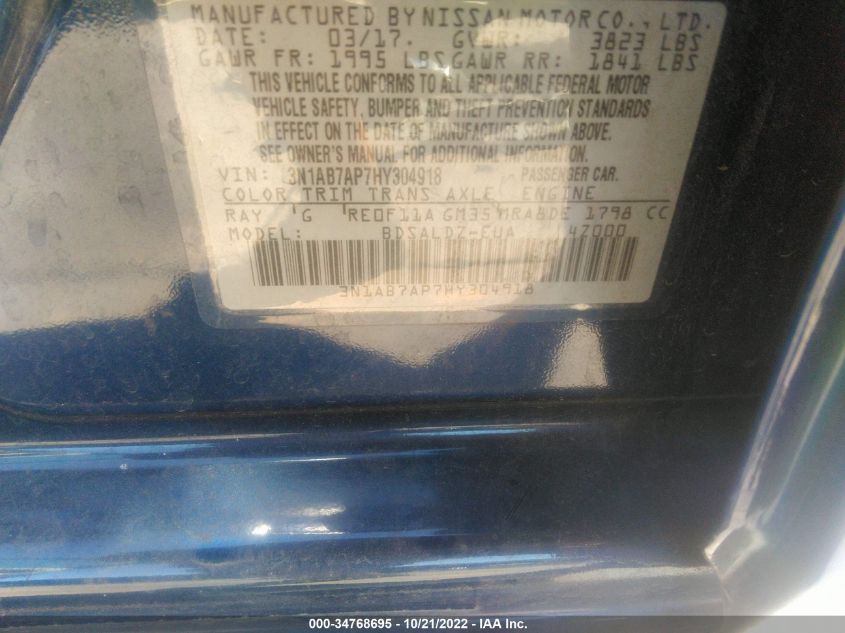 MANUFACTURED BY NISSAN MOTOR CO., LTD.
DATE: 03/17. GVWR: 3823 LBS
GAWR FR: 1995 LBS GAWR RR: 1841 LBS
THIS VEHICLE CONFORMS TO ALL APPLICABLE FEDERAL MOTOR
VEHICLE SAFETY, BUMPER AND THEFT PREVENTION STANDARDS
IN EFFECT ON THE DATE OF MANUFACTURE SHOWN ABOVE.
SEE OWNER'S MANUAL FOR ADDITIONAL INFORMATION.
VIN: 3N1AB7AP7HY304918 PASSENGER CAR.
COLOR TRIM TRANS AXLE ENGINE
RAY G RE0F11A GM35 MRA8DE 1798 CC
MODEL: BDSALDZ-EUA 4Z000
3N1AB7AP7HY304918
000-34768695 - 10/21/2022 - IAA Inc.